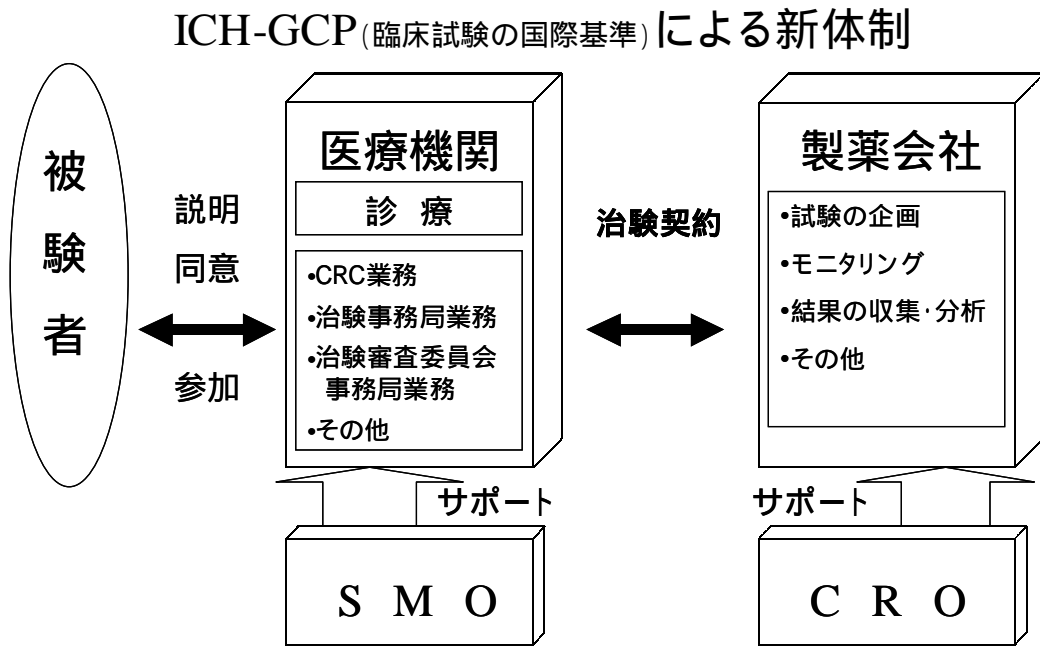 ICH-GCP(臨床試験の国際基準)による新体制
被験者
説明
同意
参加
医療機関
診 療
•CRC業務
•治験事務局業務
•治験審査委員会
事務局業務
•その他
治験契約
製薬会社
•試験の企画
•モニタリング
•結果の収集・分析
•その他
サポート
S M O
サポート
C R O